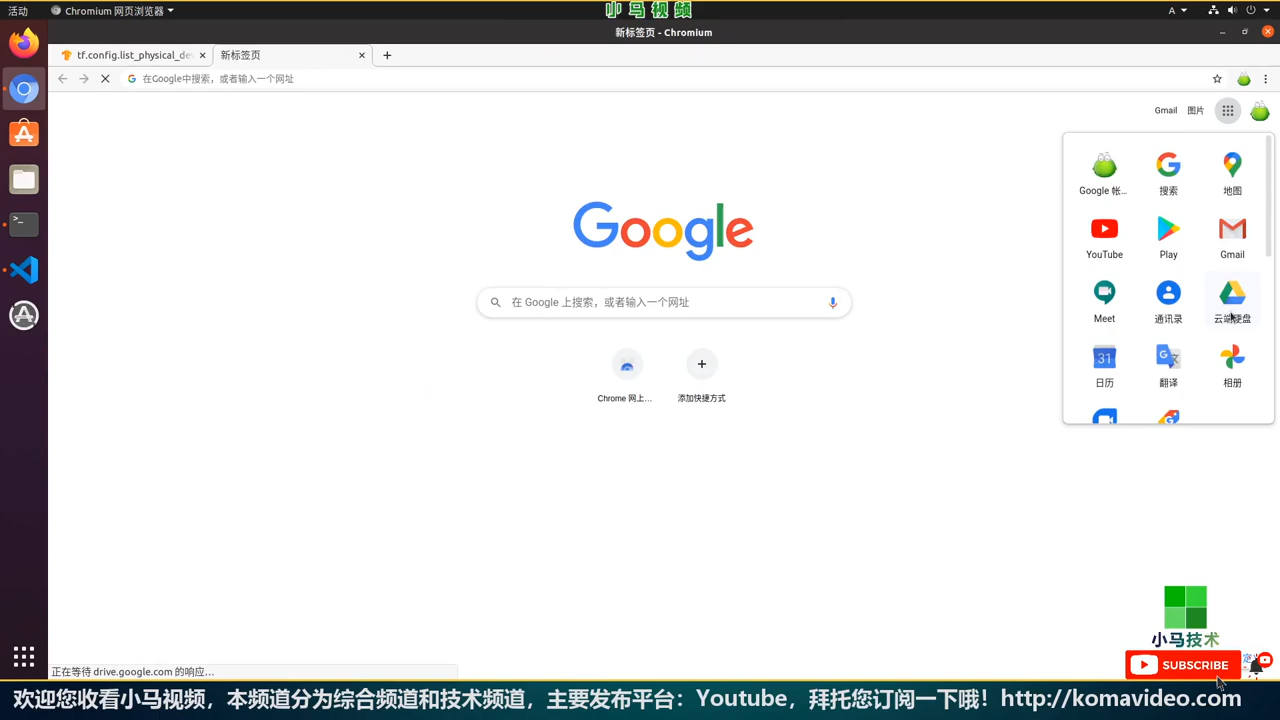 活动
Chromium 网页浏览器
小马视频
A
新标签页 - Chromium
tf.config.list_physical_de
新标签页
在Google中搜索，或者输入一个网址
Gmail
图片
Google
在 Google 上搜索，或者输入一个网址
Chrome 网上...
添加快捷方式
Google 帐...
搜索
地图
YouTube
Play
Gmail
Meet
通讯录
云端硬盘
31
日历
翻译
相册
正在等待 drive.google.com 的响应...
小马技术
SUBSCRIBE
欢迎您收看小马视频，本频道分为综合频道和技术频道，主要发布平台：Youtube，拜托您订阅一下哦！http://komavideo.com